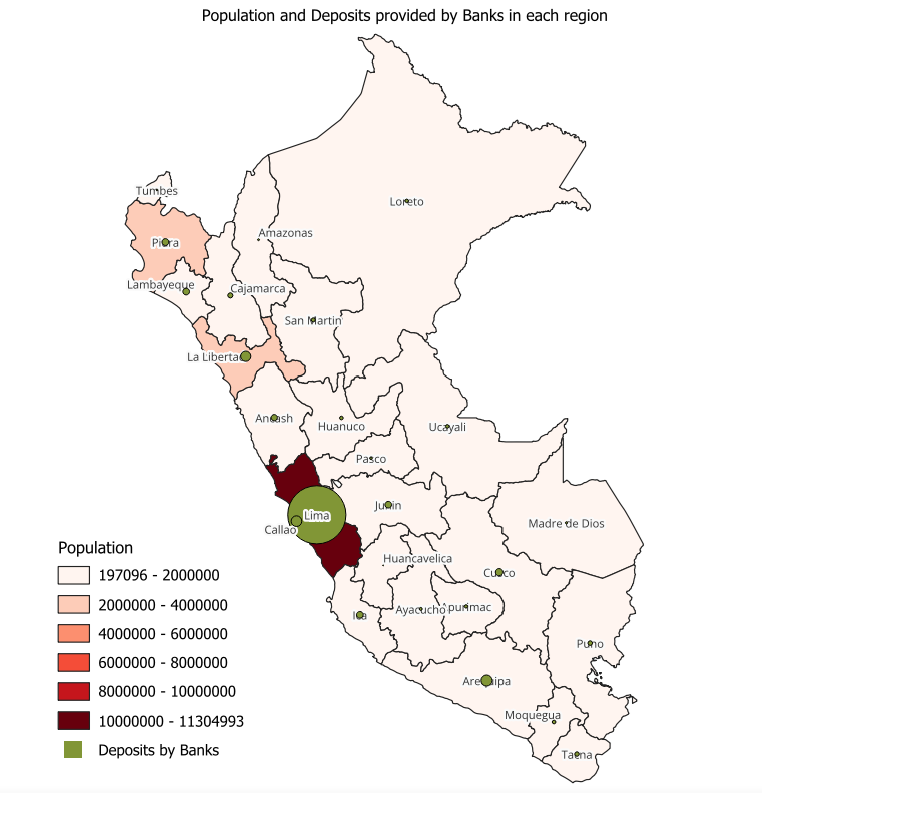 Population and Deposits provided by Banks in each region
Tumbes
Loreto
Piura
Amazonas
Lambayeque
Cajamarca
San Martin
La Libertad
Ancash
Huanuco
Ucayali
Pasco
Junin
Lima
Callao
Madre de Dios
Huancavelica
Cusco
Ayacucho
Apurimac
Ica
Puno
Arequipa
Moquegua
Tacna
Population
197096 - 2000000
2000000 - 4000000
4000000 - 6000000
6000000 - 8000000
8000000 - 10000000
10000000 - 11304993
Deposits by Banks